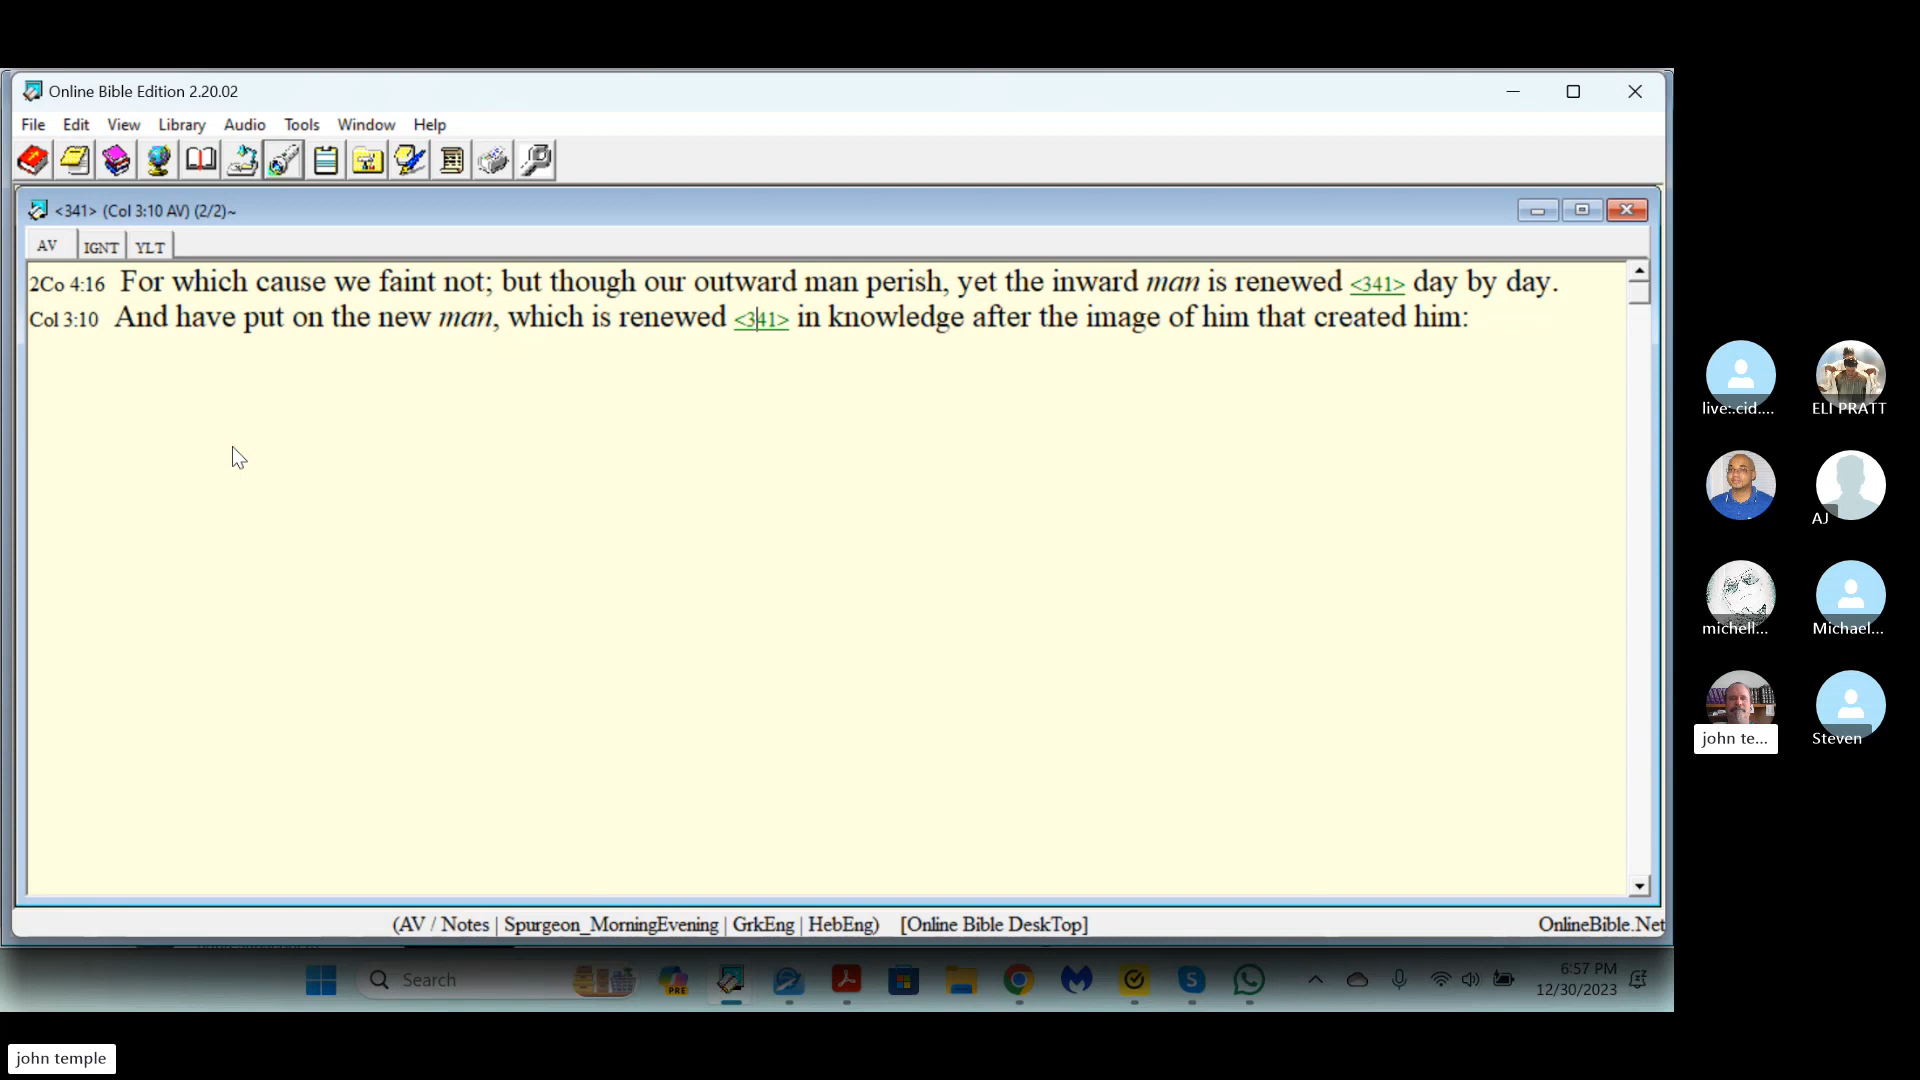 Online Bible Edition 2.20.02
File Edit View Library Audio Tools Window Help
<341> (Col 3:10 AV) (2/2)~
AV IGNT YLT
2Co 4:16 For which cause we faint not; but though our outward man perish, yet the inward man is renewed <341> day by day.
Col 3:10 And have put on the new man, which is renewed <341> in knowledge after the image of him that created him:
live:.cid....
ELI PRATT
AJ
michell...
Michael...
john te...
Steven
(AV / Notes | Spurgeon_MorningEvening | GrkEng | HebEng) [Online Bible DeskTop]
OnlineBible.Net
Search
PRE
6:57 PM
12/30/2023
john temple